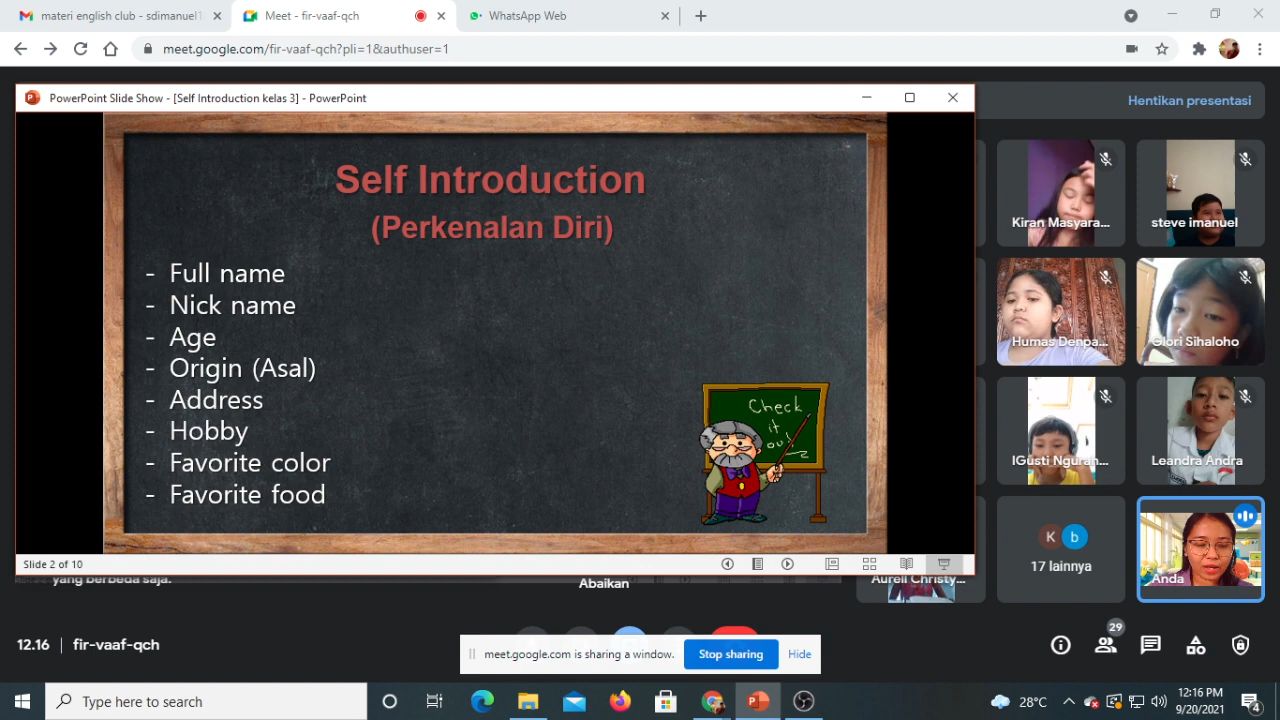 materi english club - sdimanuel1
Meet - fir-vaaf-qch
WhatsApp Web
meet.google.com/fir-vaaf-qch?pli=1&authuser=1
PowerPoint Slide Show - [Self Introduction kelas 3] - PowerPoint
Hentikan presentasi
Self Introduction
(Perkenalan Diri)
- Full name
- Nick name
- Age
- Origin (Asal)
- Address
- Hobby
- Favorite color
- Favorite food
Check
it
out
Slide 2 of 10
Kiran Masyara...
steve imanuel
Humas Denpa...
Glori Sihaloho
IGusti Nguran...
Leandra Andra
Aureli Christy...
K b
17 lainnya
Anda
yang berbeda saja.
Abaikan
12.16 | fir-vaaf-qch
29
meet.google.com is sharing a window.
Stop sharing
Hide
Type here to search
28°C
12:16 PM
9/20/2021
4